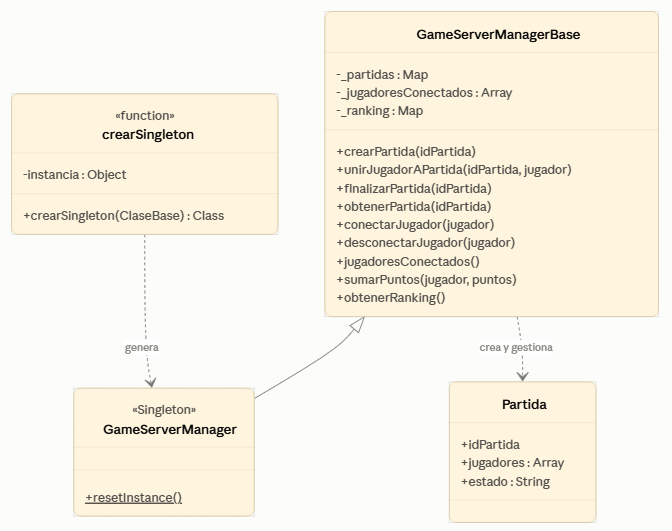 GameServerManagerBase
-_partidas : Map
-_jugadoresConectados : Array
-_ranking : Map
+crearPartida(idPartida)
+unirJugadorAPartida(idPartida, jugador)
+finalizarPartida(idPartida)
+obtenerPartida(idPartida)
+conectarJugador(jugador)
+desconectarJugador(jugador)
+jugadoresConectados()
+sumarPuntos(jugador, puntos)
+obtenerRanking()
«function»
crearSingleton
-instancia : Object
+crearSingleton(ClaseBase) : Class
genera
crea y gestiona
«Singleton»
GameServerManager
+resetInstance()
Partida
+idPartida
+jugadores : Array
+estado : String